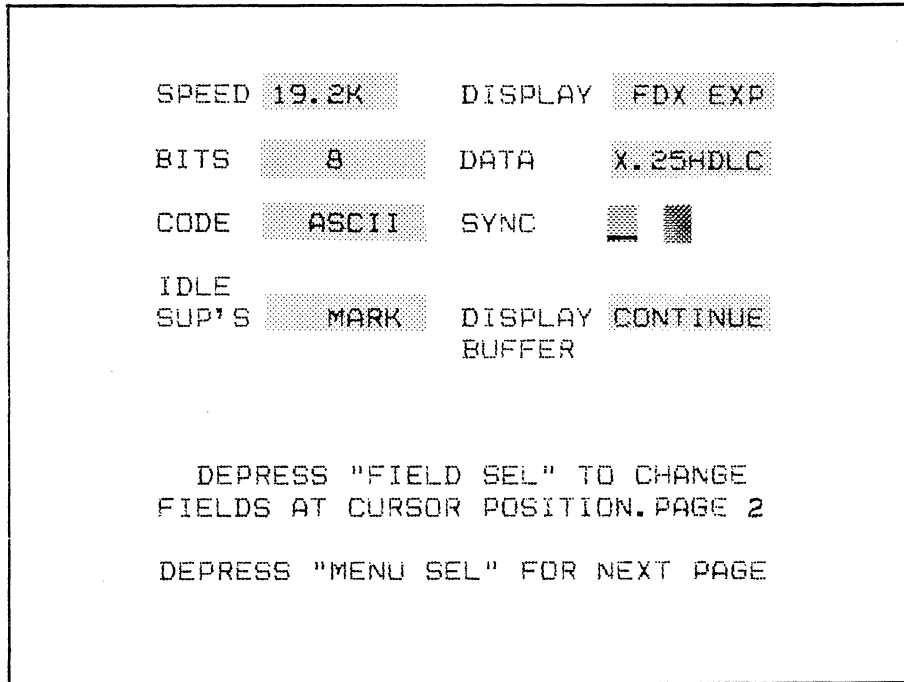 SPEED 19.2K DISPLAY FDX EXP
BITS 8 DATA X.25HDLC
CODE ASCII SYNC
IDLE
SUP'S MARK DISPLAY CONTINUE
BUFFER
DEPRESS "FIELD SEL" TO CHANGE
FIELDS AT CURSOR POSITION.PAGE 2
DEPRESS "MENU SEL" FOR NEXT PAGE